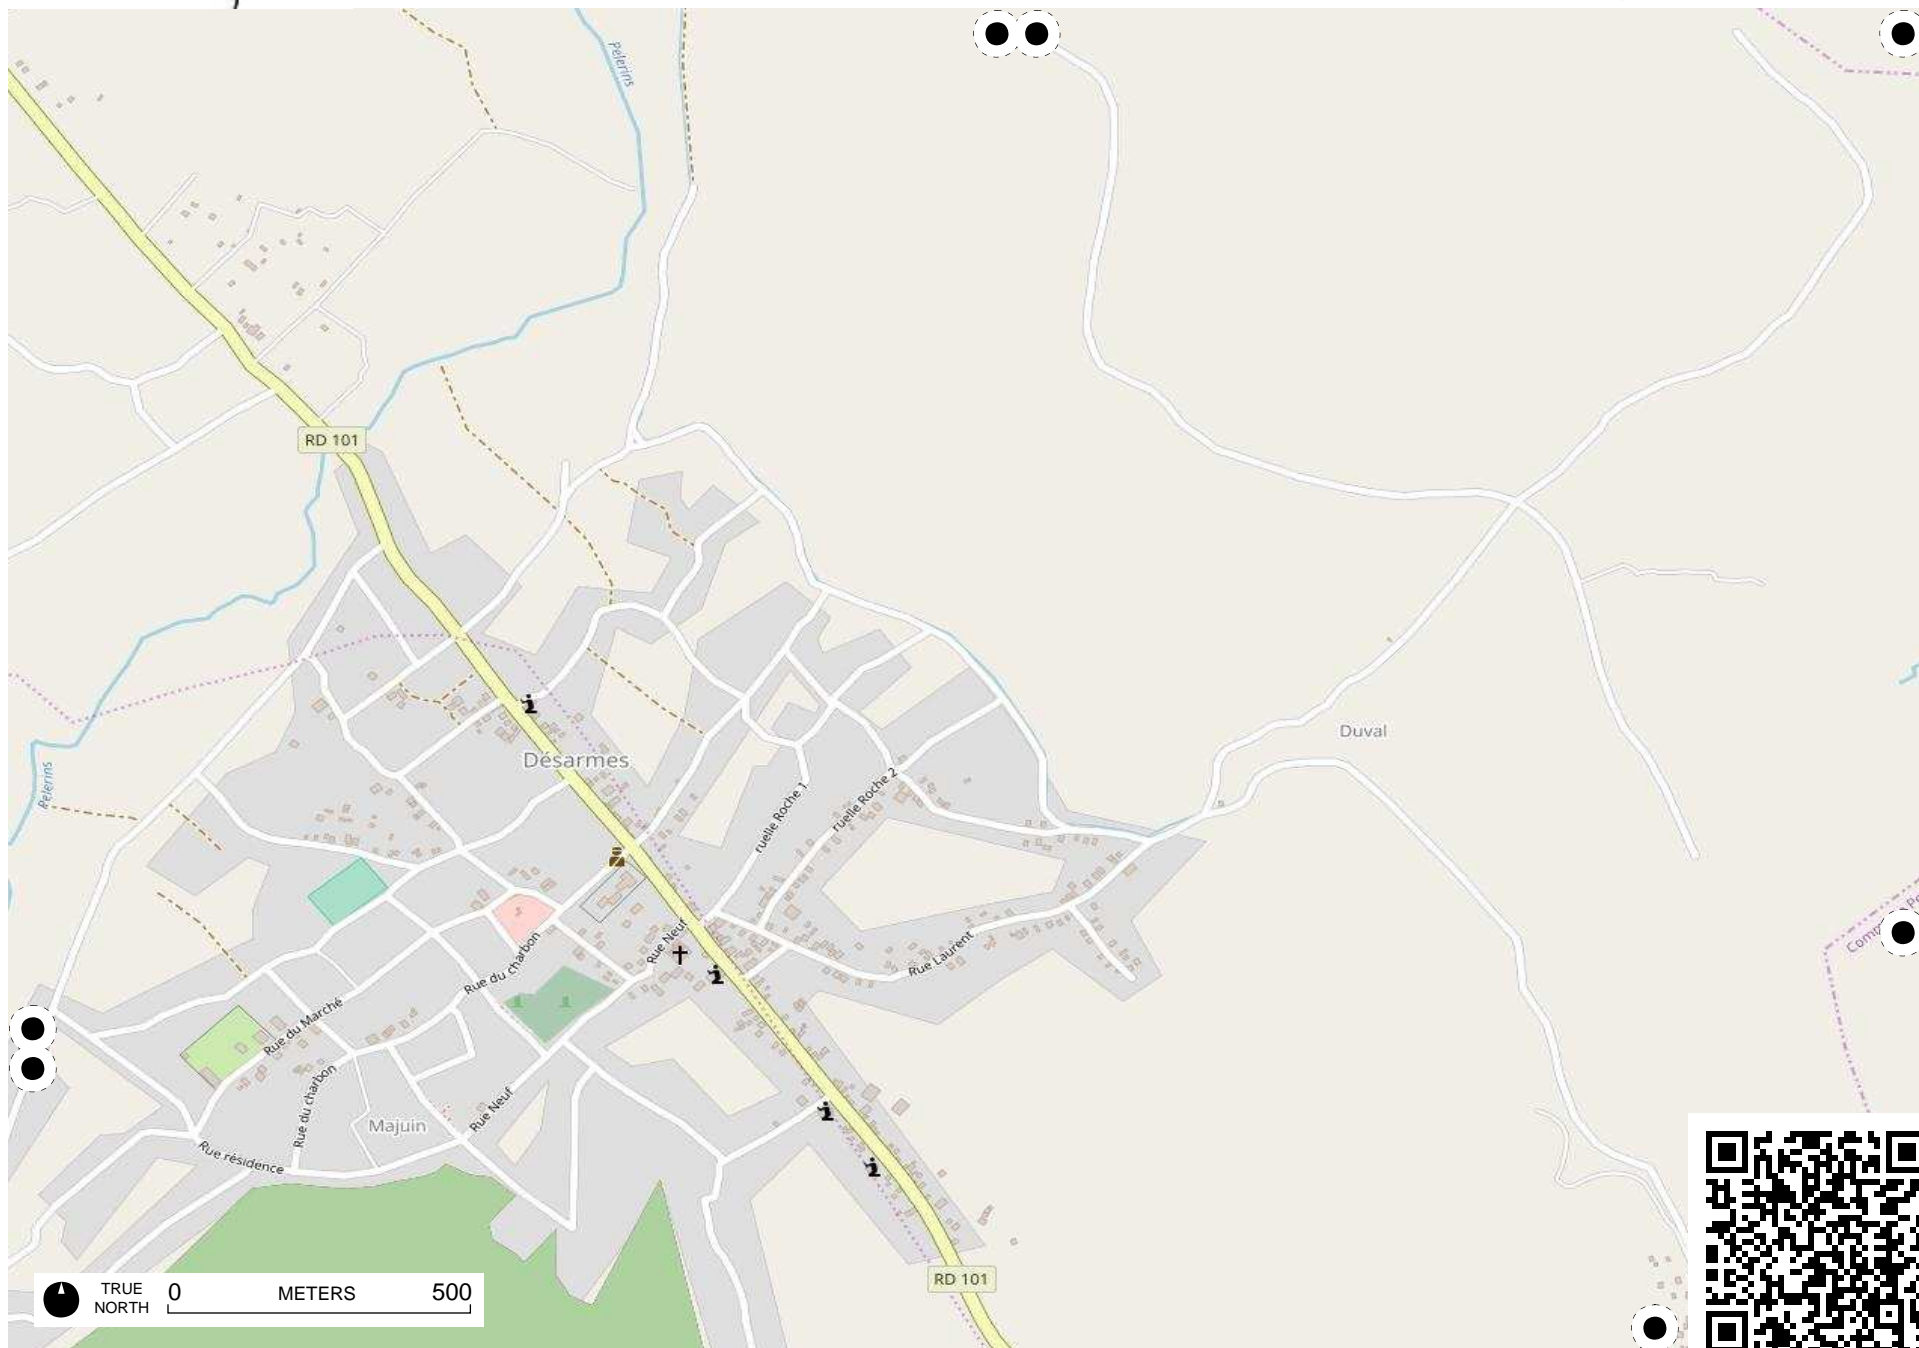 Pelerins
RD 101
Désarmes
Duval
Pelerins
ruelle Roche 1
ruelle Roche 2
Rue Neuf
Rue Laurent
Rue du charbon
Rue du Marché
Rue du charbon
Rue Neuf
Majuin
Rue résidence
RD 101
TRUE
NORTH
0 METERS 500